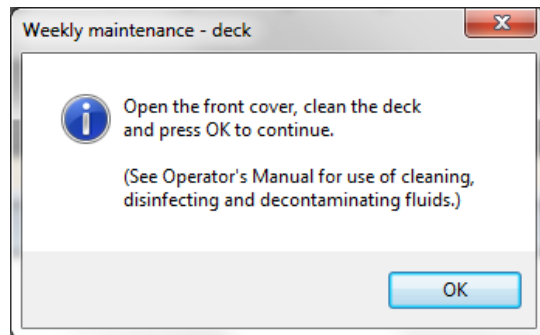 Weekly maintenance - deck
Open the front cover, clean the deck
and press OK to continue.
(See Operator's Manual for use of cleaning,
disinfecting and decontaminating fluids.)
OK